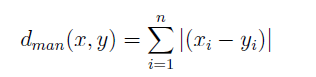 d_{man}(x, y) = \sum_{i=1}^{n} |(x_i - y_i)|